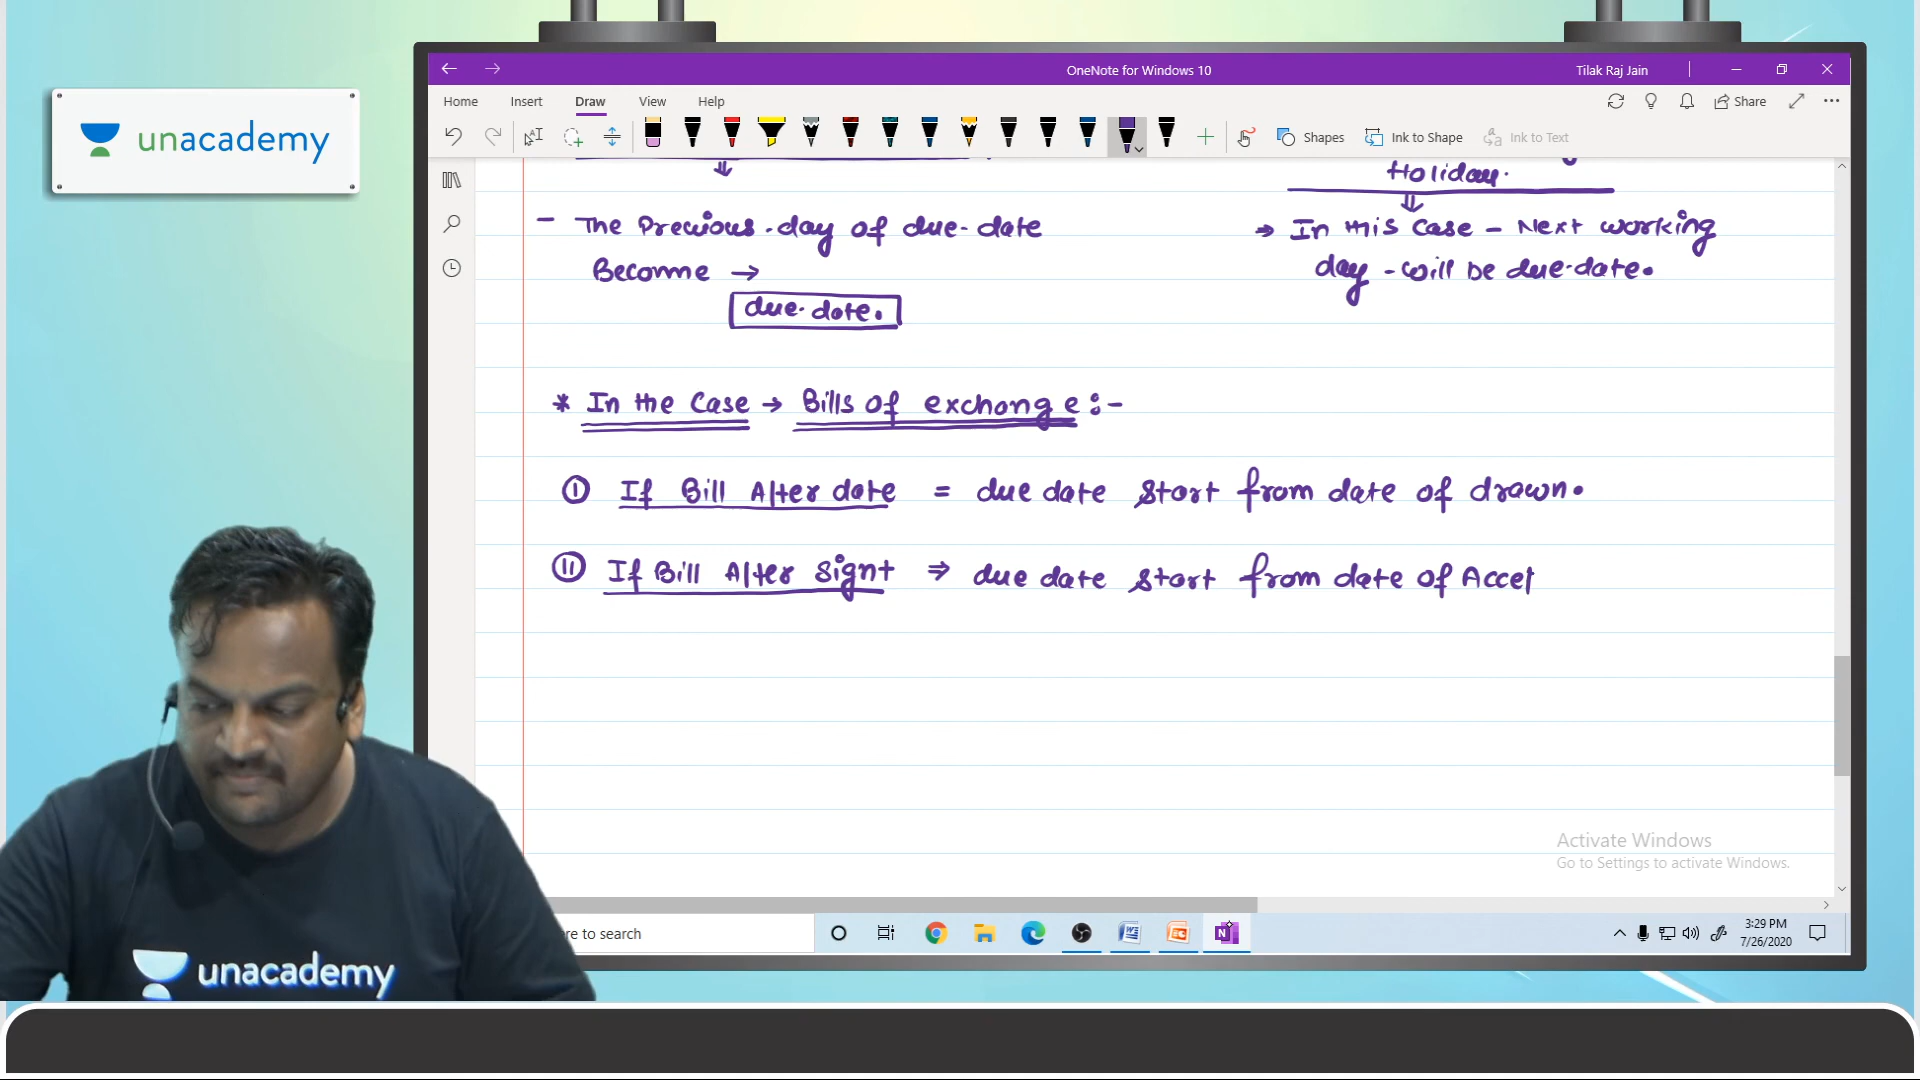 unacademy
OneNote for Windows 10
Tilak Raj Jain
Home Insert Draw View Help
Share
Shapes
Ink to Shape
Ink to Text
Holiday.
- The Previous day of due-date
Become →
due-date.
→ In this case - Next working
day - will be due-date.
* In the Case → Bills of exchange :-
① If Bill After date = due date Start from date of drawn.
② If Bill After Signt ⇒ due date Start from date of Accep
Activate Windows
Go to Settings to activate Windows.
re to search
3:29 PM
7/26/2020
unacademy